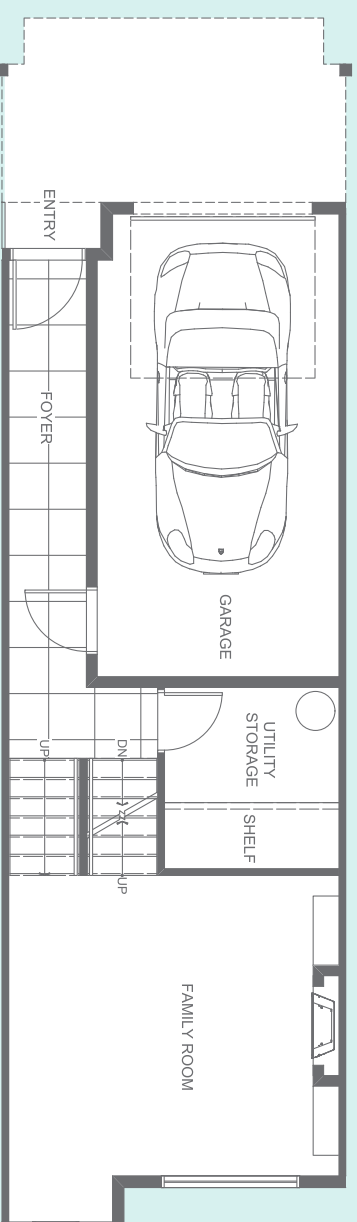 ENTRY
FOYER
GARAGE
UTILITY
STORAGE
UP
DN
SHELF
UP
FAMILY ROOM